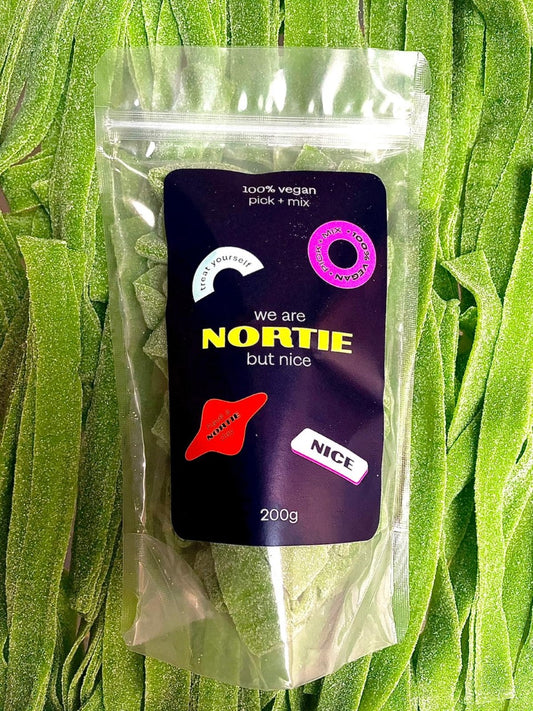 100% vegan
pick + mix
treat yourself
PICK • MIX • 100% VEGAN •
we are
NORTIE
but nice
NORTIE
NICE
200g